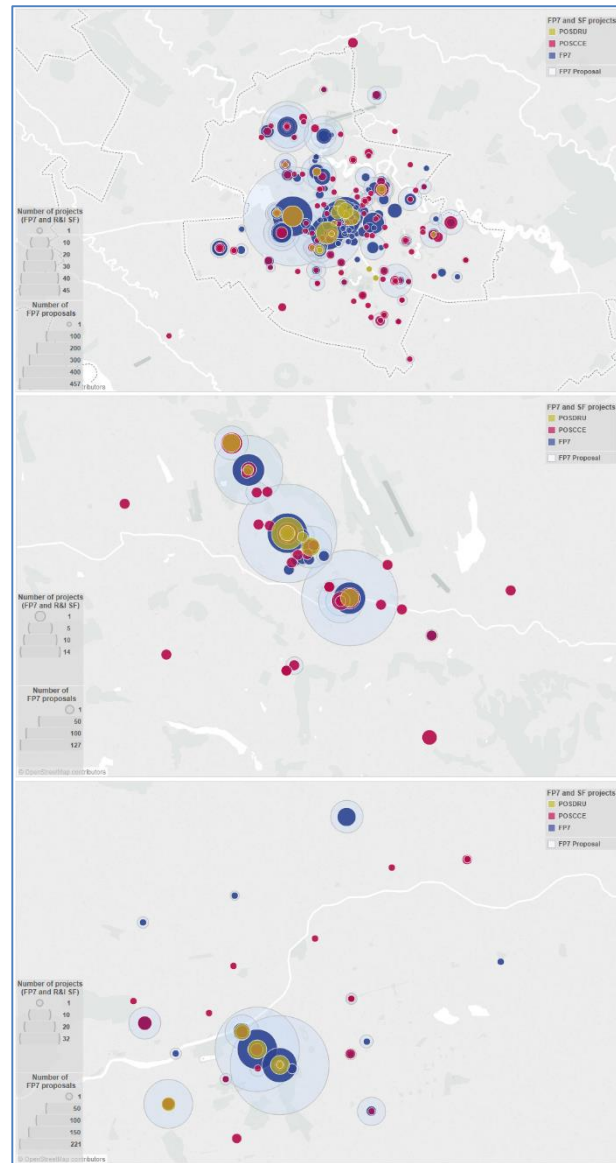 FP7 and SF projects
POSDRU
POSCCE
FP7
FP7 Proposal
Number of projects
(FP7 and R&I SF)
1
10
20
30
40
45
Number of
FP7 proposals
1
100
200
300
400
457
tributors
FP7 and SF projects
POSDRU
POSCCE
FP7
FP7 Proposal
Number of projects
(FP7 and R&I SF)
1
5
10
14
Number of
FP7 proposals
1
50
100
127
© OpenStreetMap contributors
FP7 and SF projects
POSDRU
POSCCE
FP7
FP7 Proposal
Number of projects
(FP7 and R&I SF)
1
10
20
32
Number of
FP7 proposals
1
50
100
150
221
© OpenStreetMap contributors